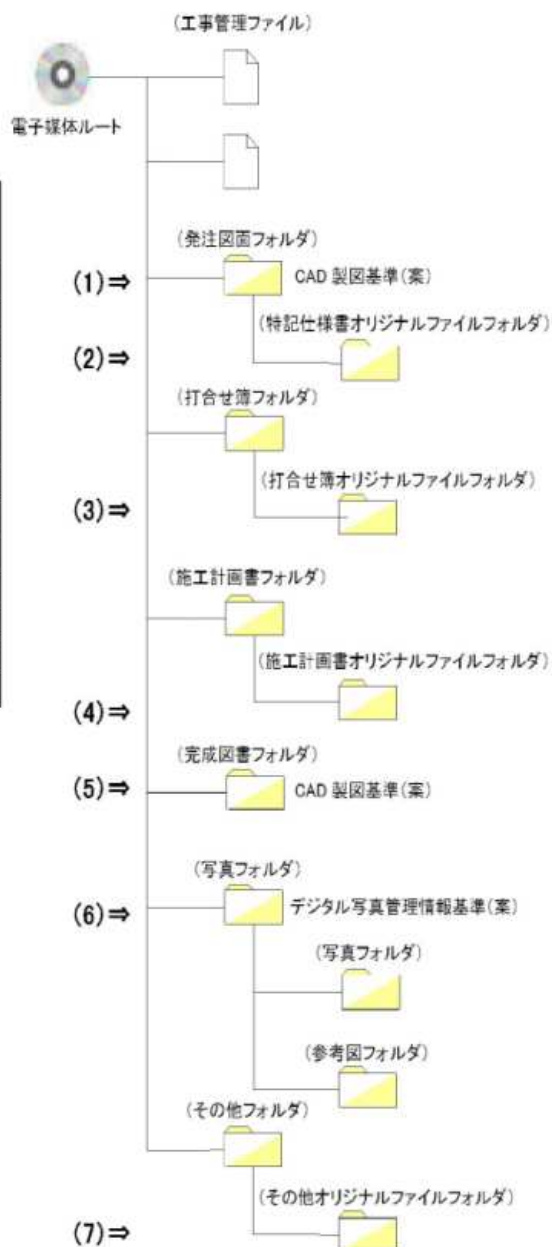 (工事管理ファイル)
電子媒体ルート
(発注図面フォルダ)
(1)⇒
CAD 製図基準(案)
(特記仕様書オリジナルファイルフォルダ)
(2)⇒
(打合せ簿フォルダ)
(打合せ簿オリジナルファイルフォルダ)
(3)⇒
(施工計画書フォルダ)
(施工計画書オリジナルファイルフォルダ)
(4)⇒
(完成図書フォルダ)
(5)⇒
CAD 製図基準(案)
(写真フォルダ)
(6)⇒
デジタル写真管理情報基準(案)
(写真フォルダ)
(参考図フォルダ)
(その他フォルダ)
(その他オリジナルファイルフォルダ)
(7)⇒